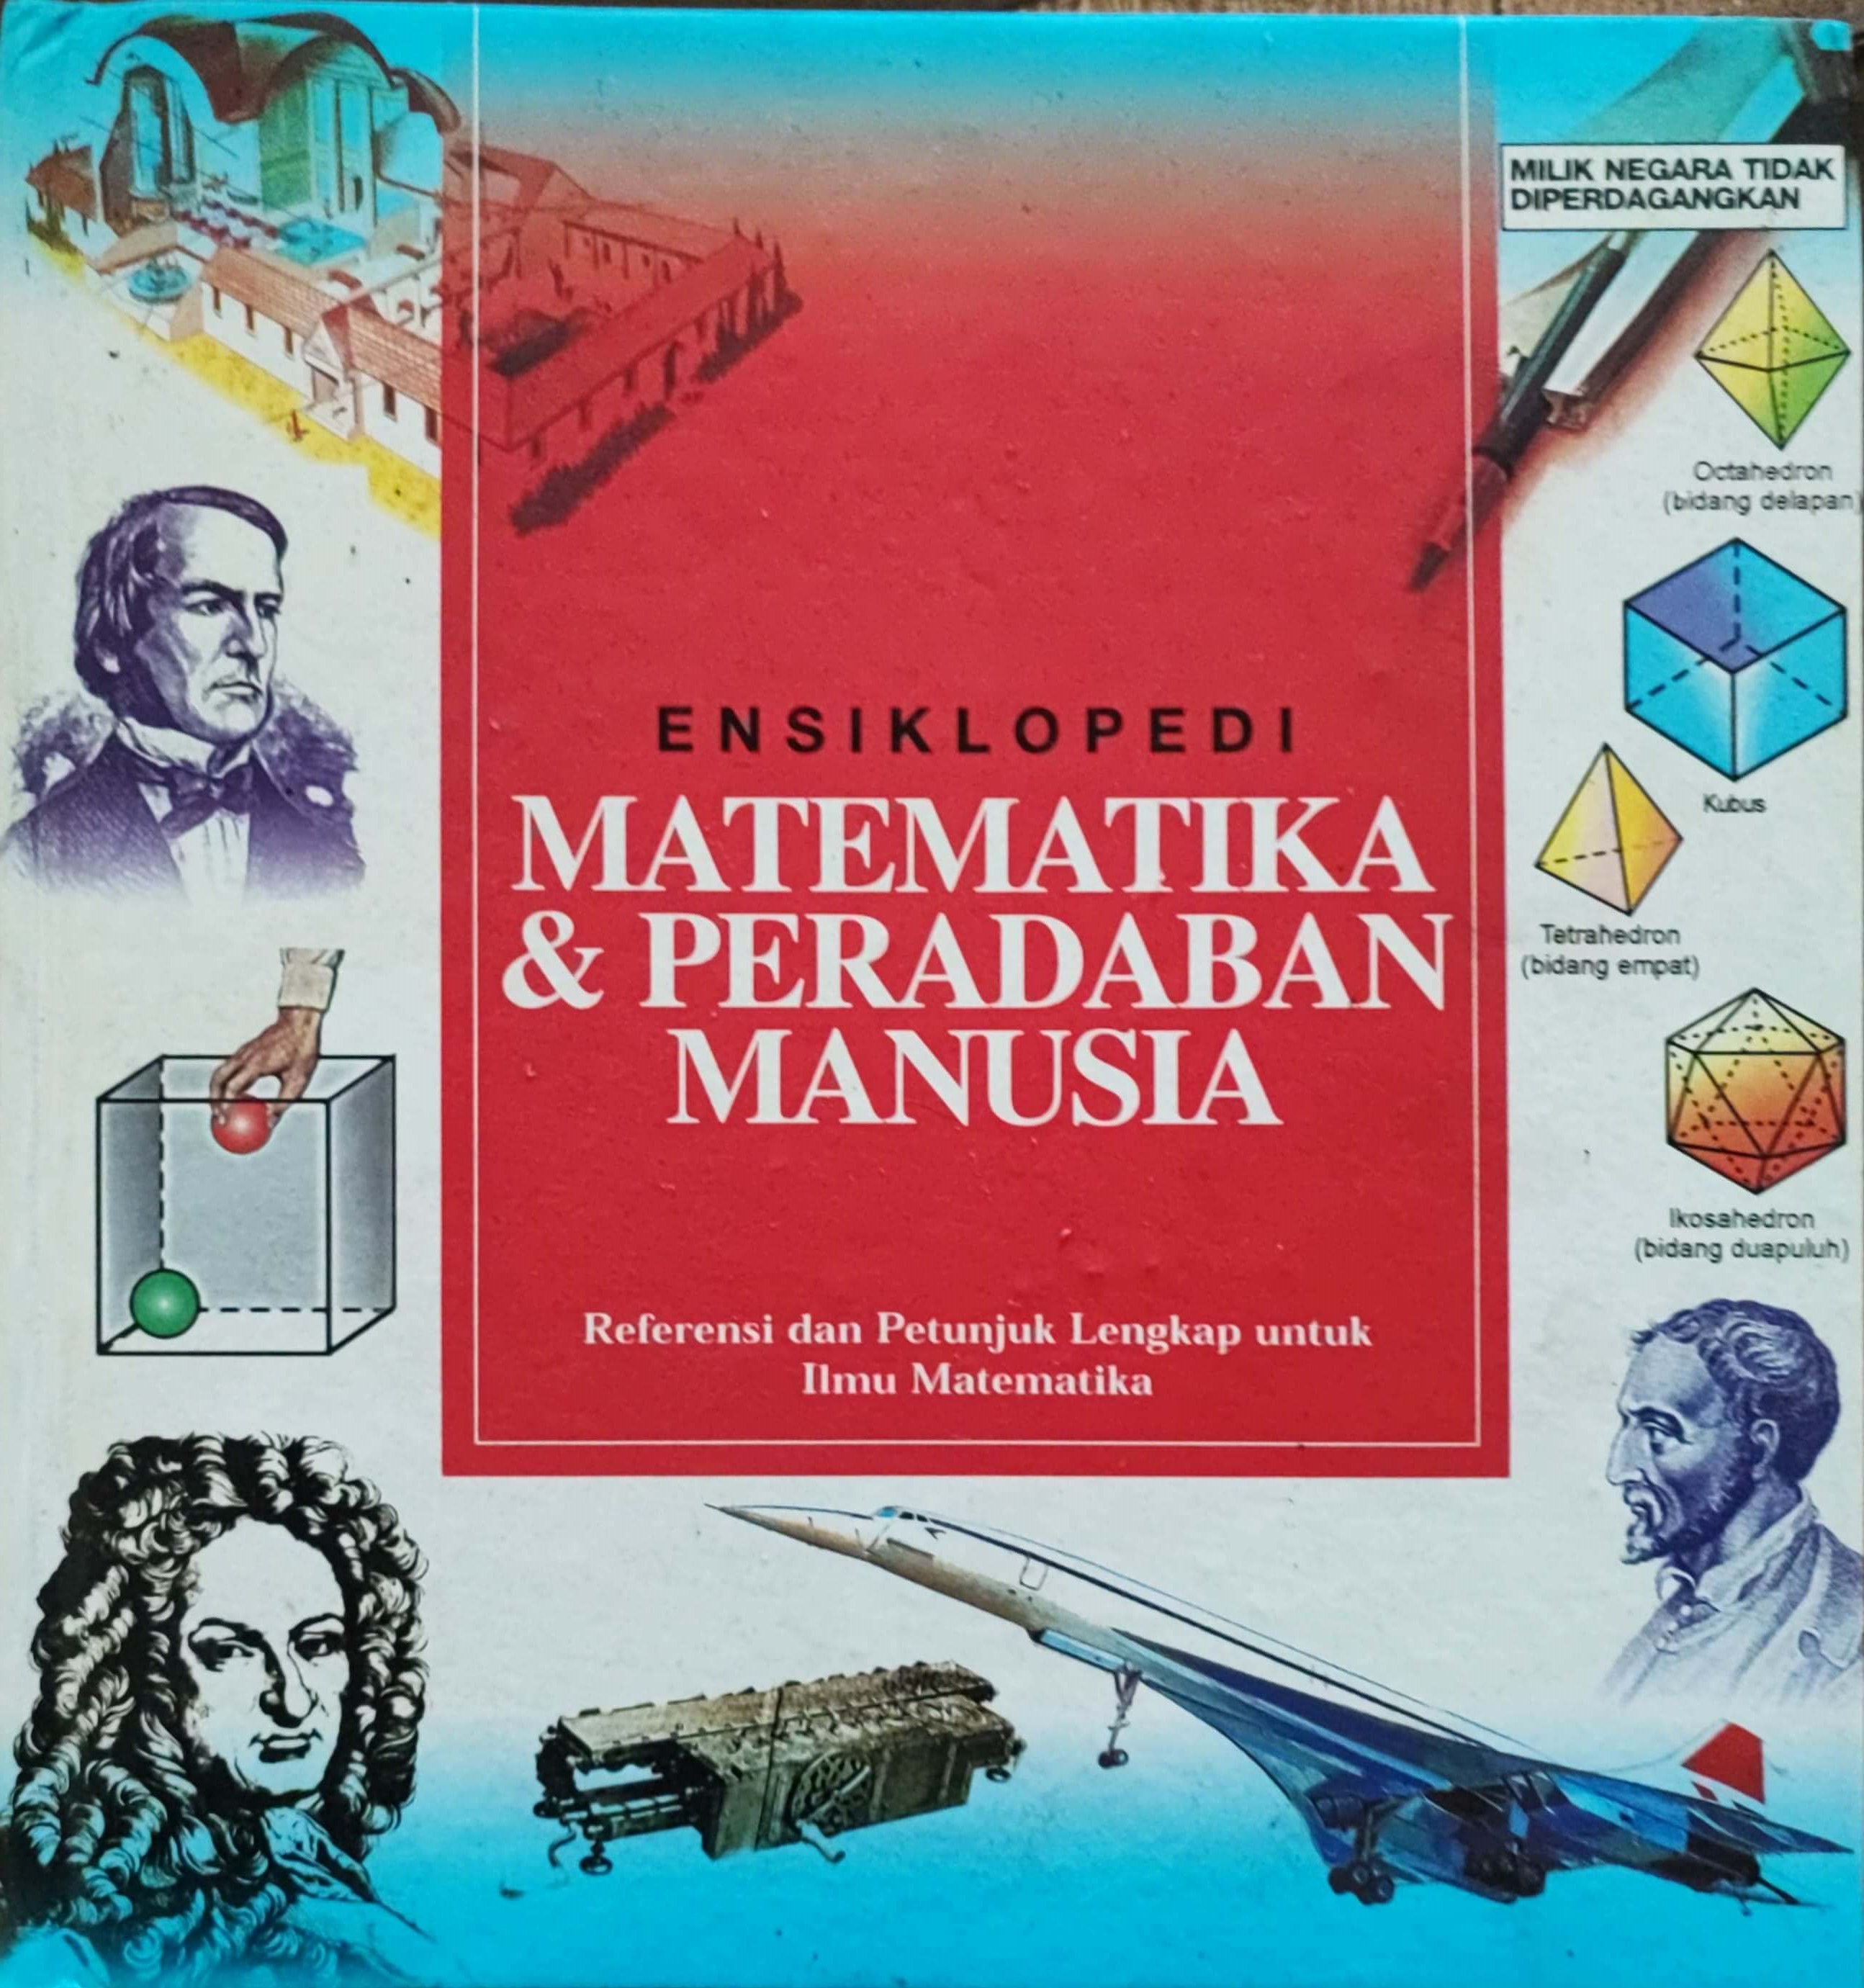 MILIK NEGARA TIDAK
DIPERDAGANGKAN
Octahedron
(bidang delapan)
Kubus
Tetrahedron
(bidang empat)
Ikosahedron
(bidang duapuluh)
ENSIKLOPEDI
MATEMATIKA
& PERADABAN
MANUSIA
Referensi dan Petunjuk Lengkap untuk
Ilmu Matematika